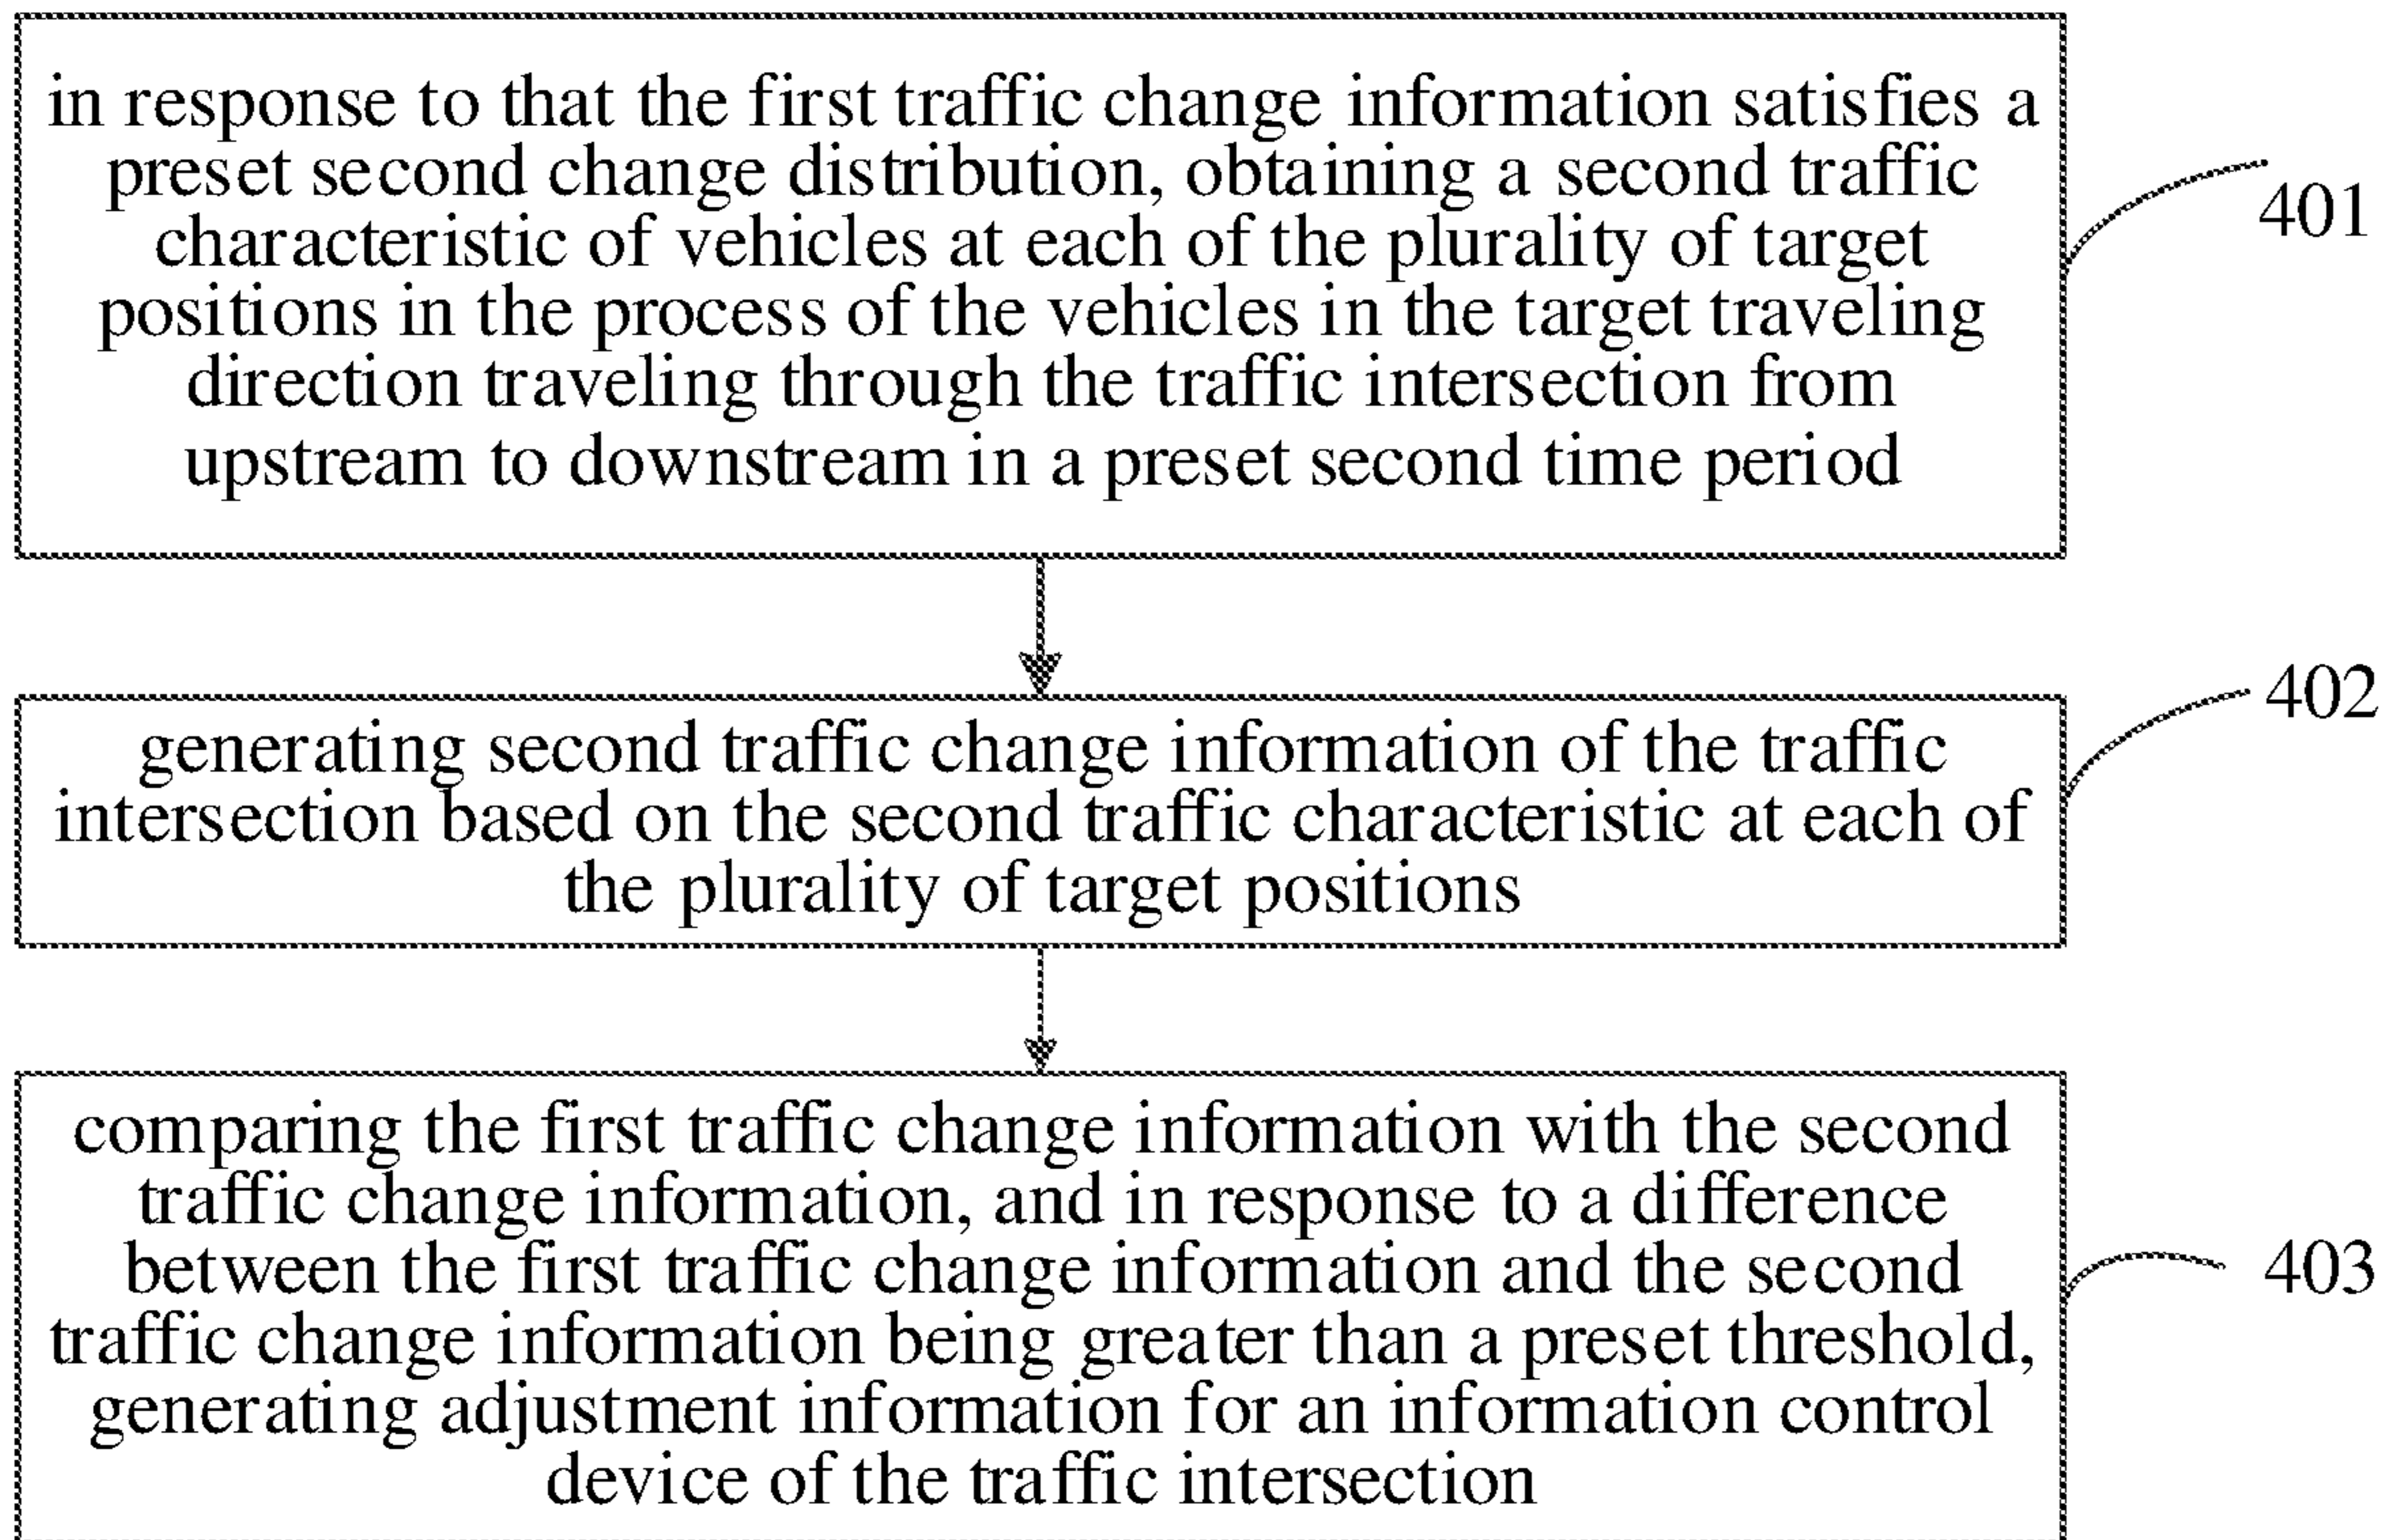 in response to that the first traffic change information satisfies a
preset second change distribution, obtaining a second traffic
characteristic of vehicles at each of the plurality of target
positions in the process of the vehicles in the target traveling
direction traveling through the traffic intersection from
upstream to downstream in a preset second time period
401
generating second traffic change information of the traffic
intersection based on the second traffic characteristic at each of
the plurality of target positions
402
comparing the first traffic change information with the second
traffic change information, and in response to a difference
between the first traffic change information and the second
traffic change information being greater than a preset threshold,
generating adjustment information for an information control
device of the traffic intersection
403